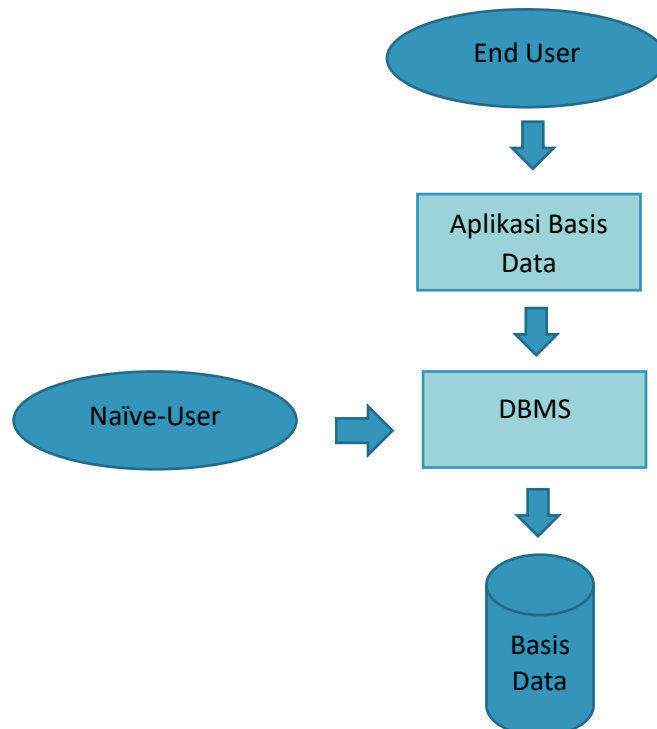 End User
Aplikasi Basis
Data
Naïve-User
DBMS
Basis
Data